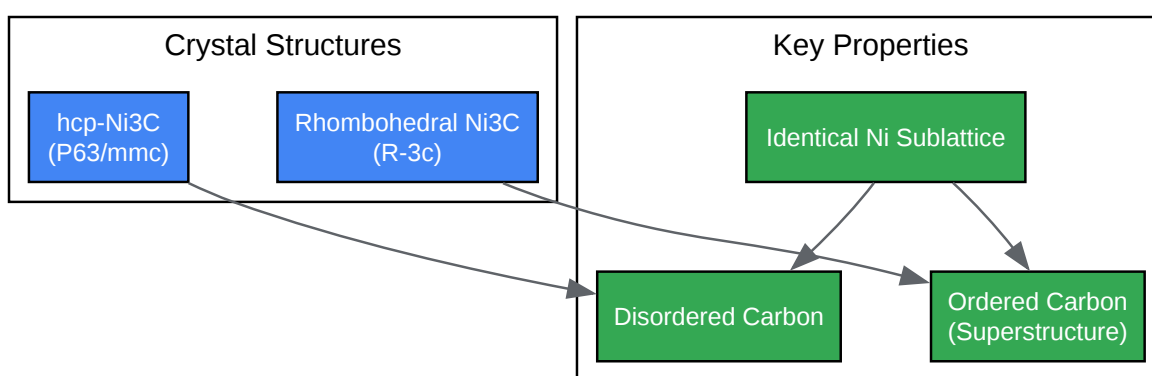 Crystal Structures
hcp-Ni3C
(P63/mmc)
Rhombohedral Ni3C
(R-3c)
Key Properties
Identical Ni Sublattice
Disordered Carbon
Ordered Carbon
(Superstructure)